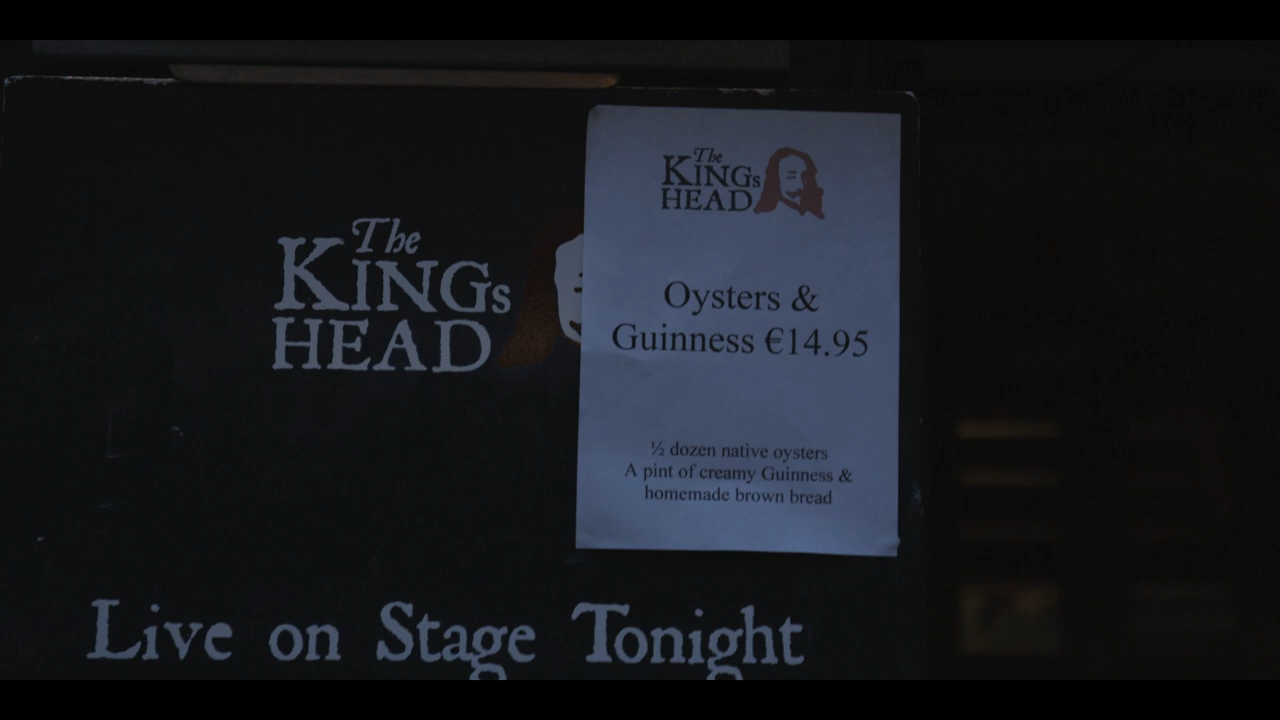 The
KINGs
HEAD
The
KINGs
HEAD
Oysters &
Guinness €14.95
½ dozen native oysters
A pint of creamy Guinness &
homemade brown bread
Live on Stage Tonight